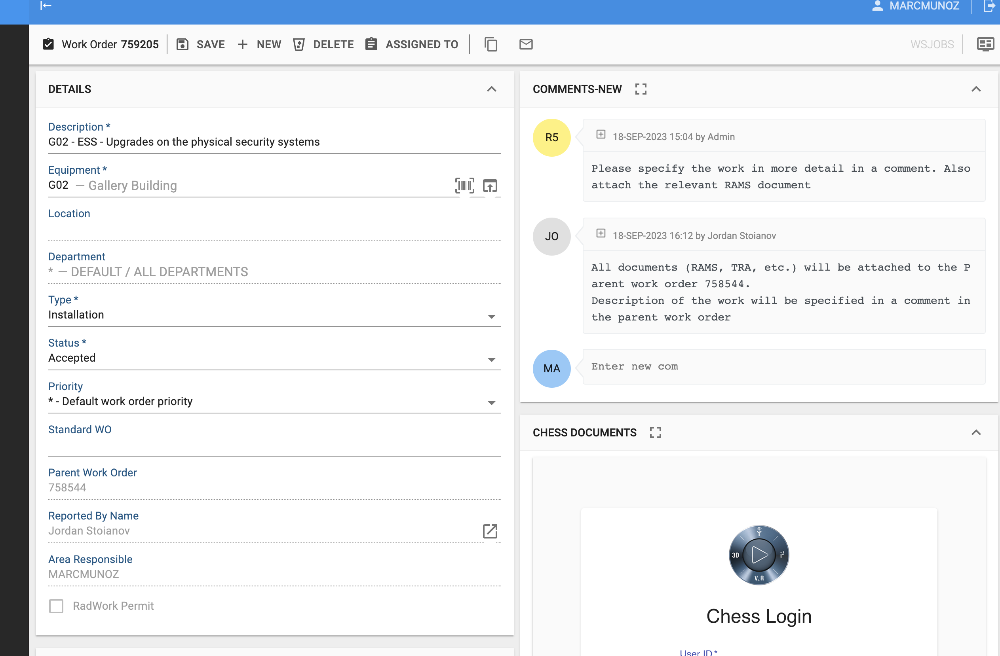 MARCMUNOZ
Work Order 759205
SAVE
NEW
DELETE
ASSIGNED TO
WSJOBS
DETAILS
Description *
G02 - ESS - Upgrades on the physical security systems
Equipment *
G02 — Gallery Building
Location
Department
* — DEFAULT / ALL DEPARTMENTS
Type *
Installation
Status *
Accepted
Priority
* - Default work order priority
Standard WO
Parent Work Order
758544
Reported By Name
Jordan Stoianov
Area Responsible
MARCMUNOZ
RadWork Permit
COMMENTS-NEW
R5
18-SEP-2023 15:04 by Admin
Please specify the work in more detail in a comment. Also
attach the relevant RAMS document
JO
18-SEP-2023 16:12 by Jordan Stoianov
All documents (RAMS, TRA, etc.) will be attached to the P
arent work order 758544.
Description of the work will be specified in a comment in
the parent work order
MA
Enter new com
CHESS DOCUMENTS
3D
i i
V+R
Chess Login
User ID *